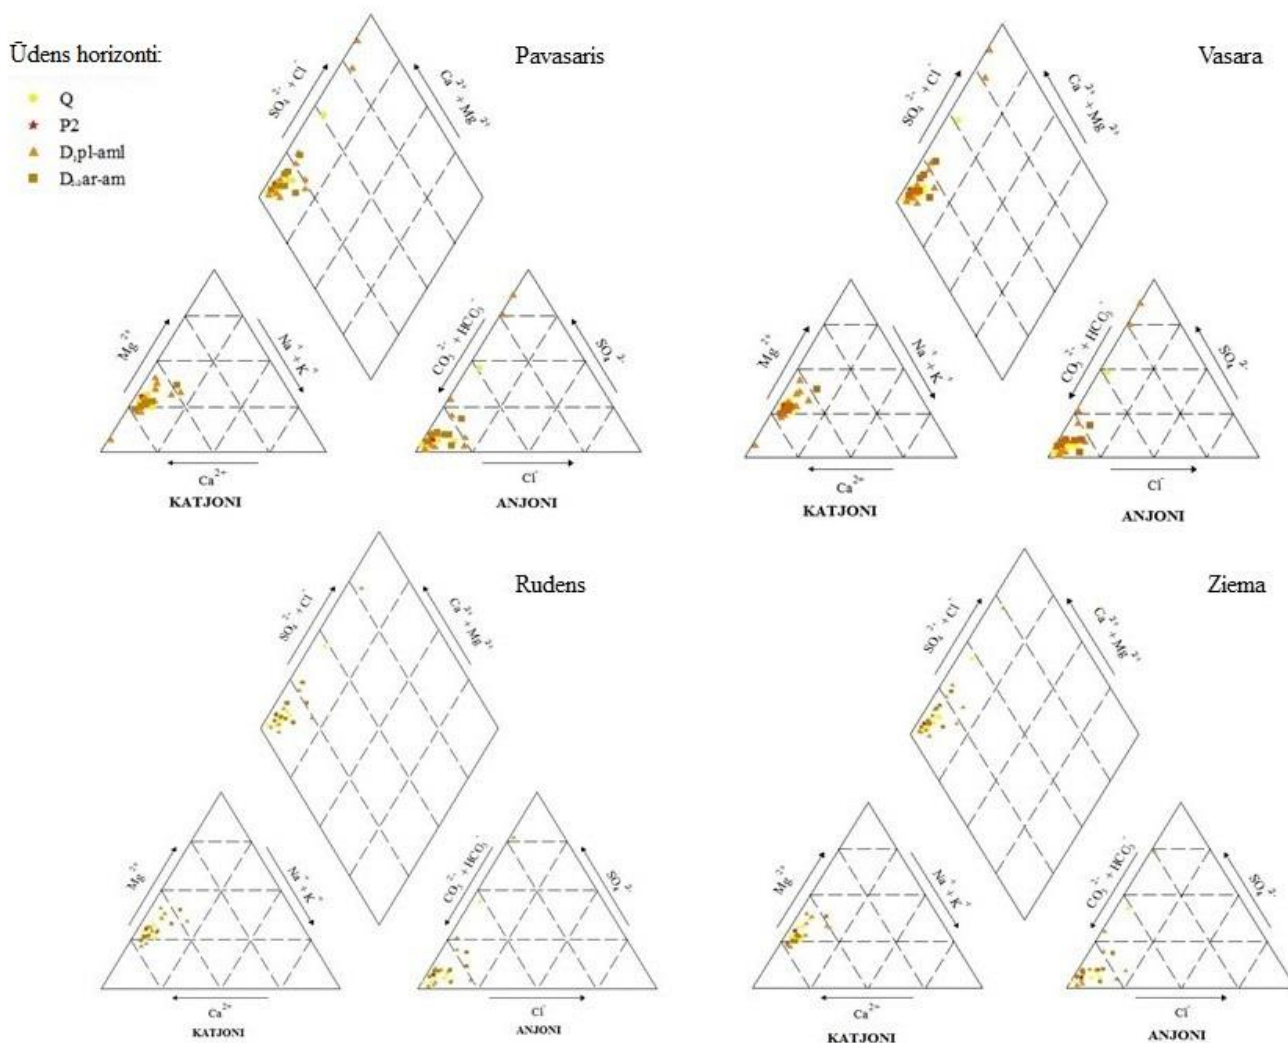 Ūdens horizonti:
Q
P2
D₃pl-aml
D₂₋₃ar-am
Pavasaris
SO₄²⁻ + Cl⁻
Ca²⁺ + Mg²⁺
Mg²⁺
Na⁺ + K⁺
CO₃²⁻ + HCO₃⁻
SO₄²⁻
Ca²⁺
KATJONI
Cl⁻
ANJONI
Vasara
SO₄²⁻ + Cl⁻
Ca²⁺ + Mg²⁺
Mg²⁺
Na⁺ + K⁺
CO₃²⁻ + HCO₃⁻
SO₄²⁻
Ca²⁺
KATJONI
Cl⁻
ANJONI
Rudens
SO₄²⁻ + Cl⁻
Ca²⁺ + Mg²⁺
Mg²⁺
Na⁺ + K⁺
CO₃²⁻ + HCO₃⁻
SO₄²⁻
Ca²⁺
KATJONI
Cl⁻
ANJONI
Ziema
SO₄²⁻ + Cl⁻
Ca²⁺ + Mg²⁺
Mg²⁺
Na⁺ + K⁺
CO₃²⁻ + HCO₃⁻
SO₄²⁻
Ca²⁺
KATJONI
Cl⁻
ANJONI